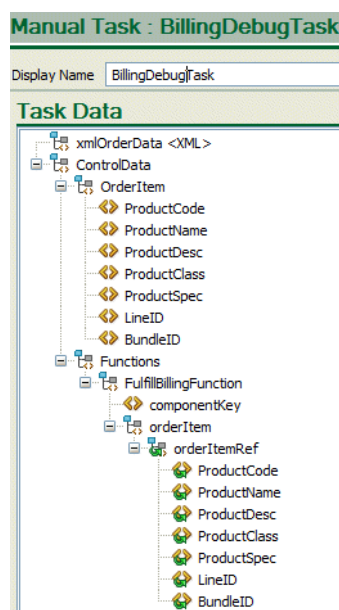 Manual Task : BillingDebugTask
Display Name BillingDebugTask
Task Data
xmlOrderData <XML>
ControlData
OrderItem
ProductCode
ProductName
ProductDesc
ProductClass
ProductSpec
LineID
BundleID
Functions
FulfillBillingFunction
componentKey
orderItem
orderItemRef
ProductCode
ProductName
ProductDesc
ProductClass
ProductSpec
LineID
BundleID